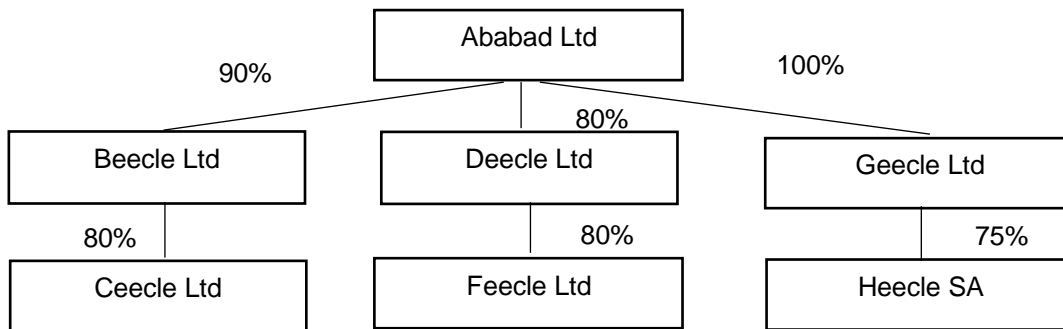 Ababad Ltd
90%
100%
80%
Beecle Ltd
Deecle Ltd
Geecle Ltd
80%
80%
75%
Ceecle Ltd
Feecle Ltd
Heecle SA